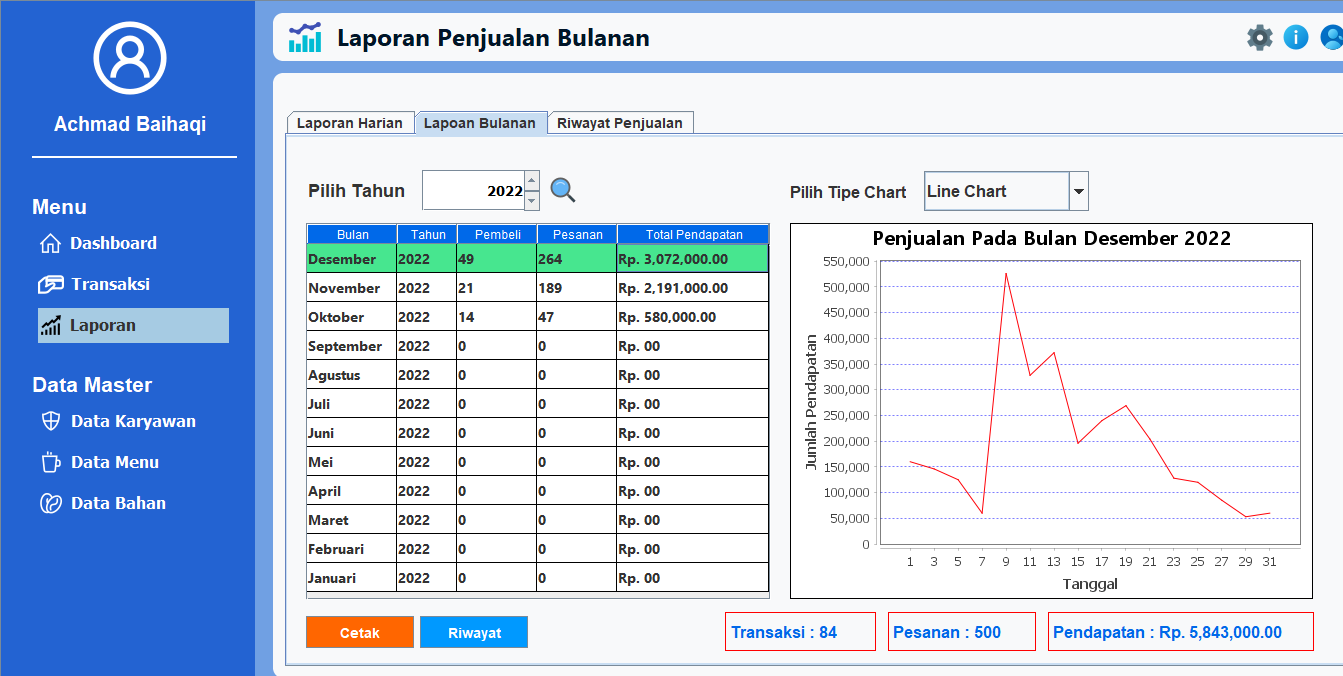 Achmad Baihaqi
Menu
Dashboard
Transaksi
Laporan
Data Master
Data Karyawan
Data Menu
Data Bahan
Laporan Penjualan Bulanan
Laporan Harian Lapoan Bulanan Riwayat Penjualan
Pilih Tahun 2022
Bulan Tahun Pembeli Pesanan Total Pendapatan
Desember 2022 49 264 Rp. 3,072,000.00
November 2022 21 189 Rp. 2,191,000.00
Oktober 2022 14 47 Rp. 580,000.00
September 2022 0 0 Rp. 00
Agustus 2022 0 0 Rp. 00
Juli 2022 0 0 Rp. 00
Juni 2022 0 0 Rp. 00
Mei 2022 0 0 Rp. 00
April 2022 0 0 Rp. 00
Maret 2022 0 0 Rp. 00
Februari 2022 0 0 Rp. 00
Januari 2022 0 0 Rp. 00
Cetak Riwayat
Pilih Tipe Chart Line Chart
Penjualan Pada Bulan Desember 2022
Jumlah Pendapatan
550,000
500,000
450,000
400,000
350,000
300,000
250,000
200,000
150,000
100,000
50,000
0
1 3 5 7 9 11 13 15 17 19 21 23 25 27 29 31
Tanggal
Transaksi : 84 Pesanan : 500 Pendapatan : Rp. 5,843,000.00